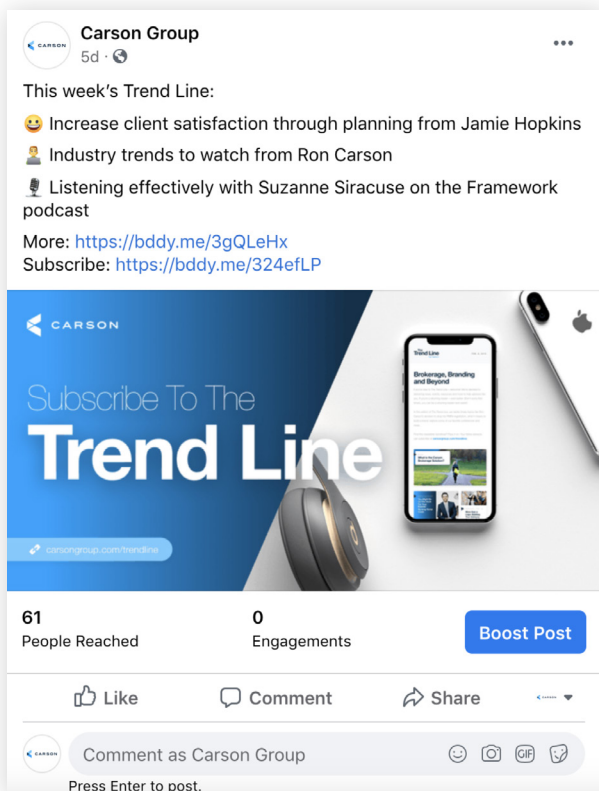 Carson Group
5d ·
This week's Trend Line:
😀 Increase client satisfaction through planning from Jamie Hopkins
👨‍💼 Industry trends to watch from Ron Carson
🎙️ Listening effectively with Suzanne Siracuse on the Framework
podcast
More: https://bddy.me/3gQLeHx
Subscribe: https://bddy.me/324efLP
CARSON
Subscribe To The
Trend Line
carsongroup.com/trendline
Trend Line
Brokerage, Branding
and Beyond
61
People Reached
0
Engagements
Boost Post
Like
Comment
Share
CARSON
Comment as Carson Group
GIF
Press Enter to post.